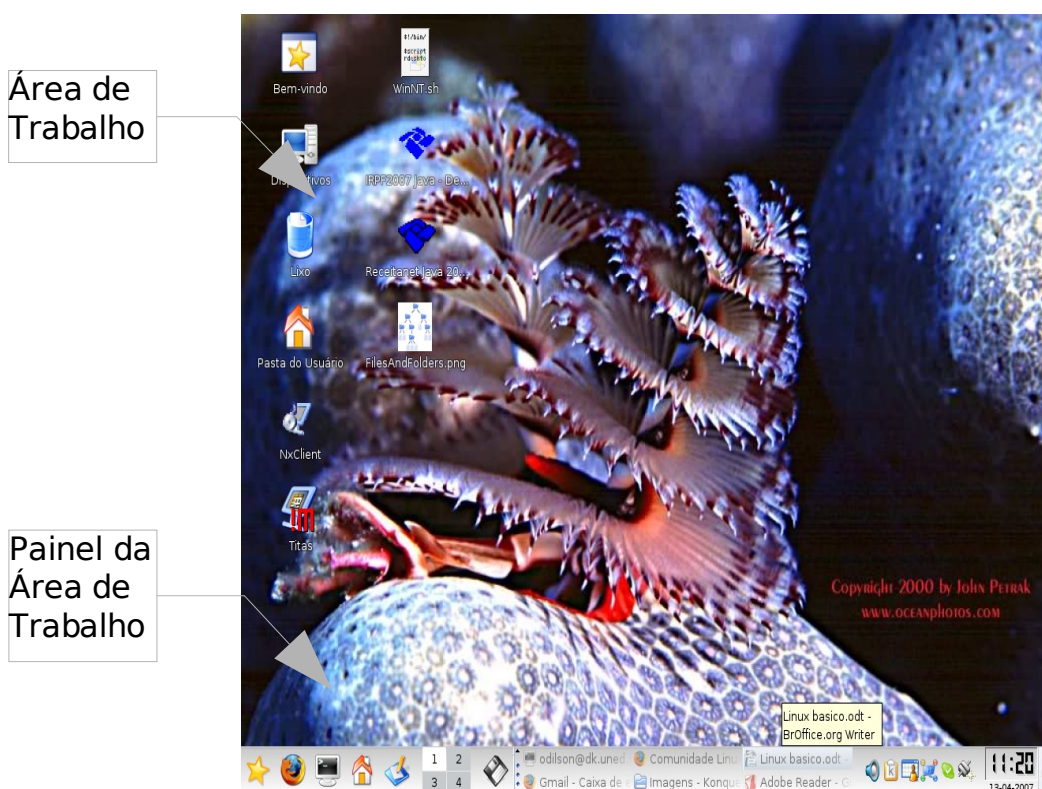 Área de
Trabalho
Painel da
Área de
Trabalho
Bem-vindo
WinNT.sh
Dispositivos
IRPF2007 Java - De...
Lixo
Receitanet Java 20...
Pasta do Usuário
FilesAndFolders.png
NxClient
Titas
#!/bin/
Copyright 2000 by John Petrak
www.oceanphotos.com
Linux basico.odt -
BrOffice.org Writer
1 2
3 4
odilson@dk.uned
Comunidade Linu
Linux basico.odt -
Gmail - Caixa de
Imagens - Konque
Adobe Reader -
11:20
13-04-2007